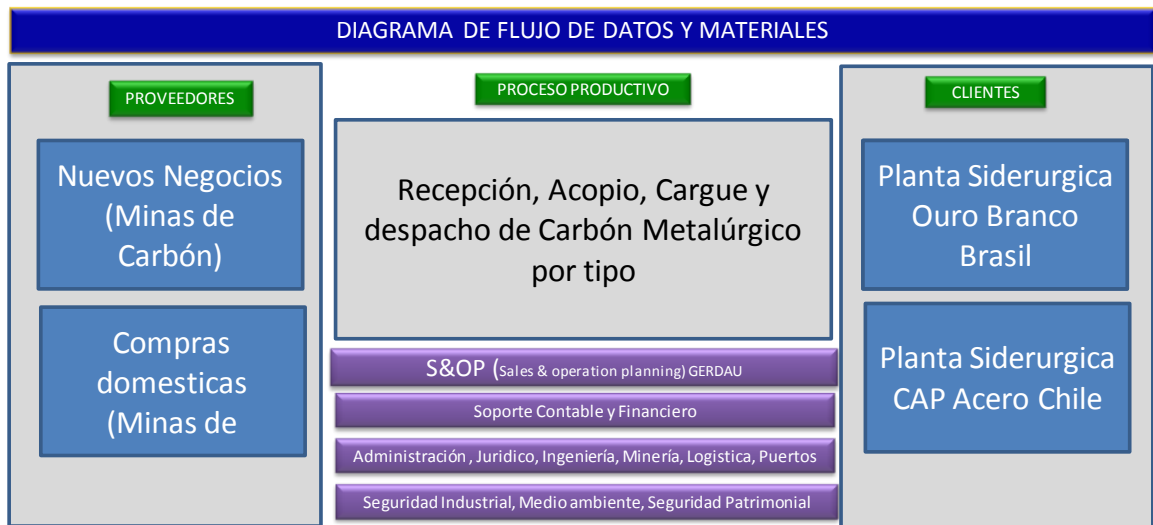 DIAGRAMA DE FLUJO DE DATOS Y MATERIALES
PROVEEDORES
Nuevos Negocios
(Minas de
Carbón)
Compras
domesticas
(Minas de
PROCESO PRODUCTIVO
Recepción, Acopio, Cargue y
despacho de Carbón Metalúrgico
por tipo
S&OP (Sales & operation planning) GERDAU
Soporte Contable y Financiero
Administración , Juridico, Ingeniería, Minería, Logistica, Puertos
Seguridad Industrial, Medio ambiente, Seguridad Patrimonial
CLIENTES
Planta Siderurgica
Ouro Branco
Brasil
Planta Siderurgica
CAP Acero Chile